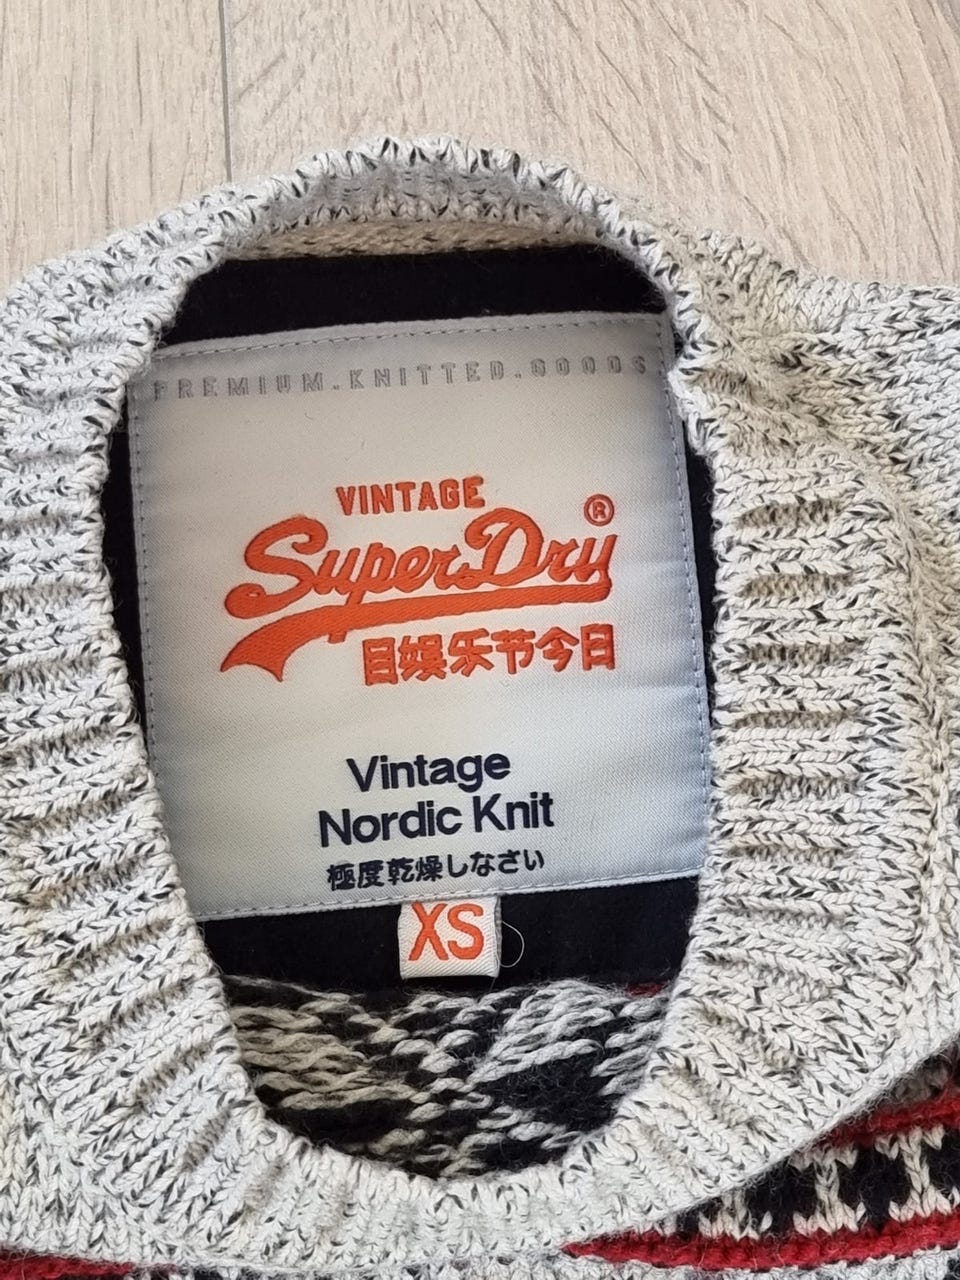 PREMIUM.KNITTED.GOODS
VINTAGE
SuperDry ®
目娯乐节今日
Vintage
Nordic Knit
極度乾燥しなさい
XS